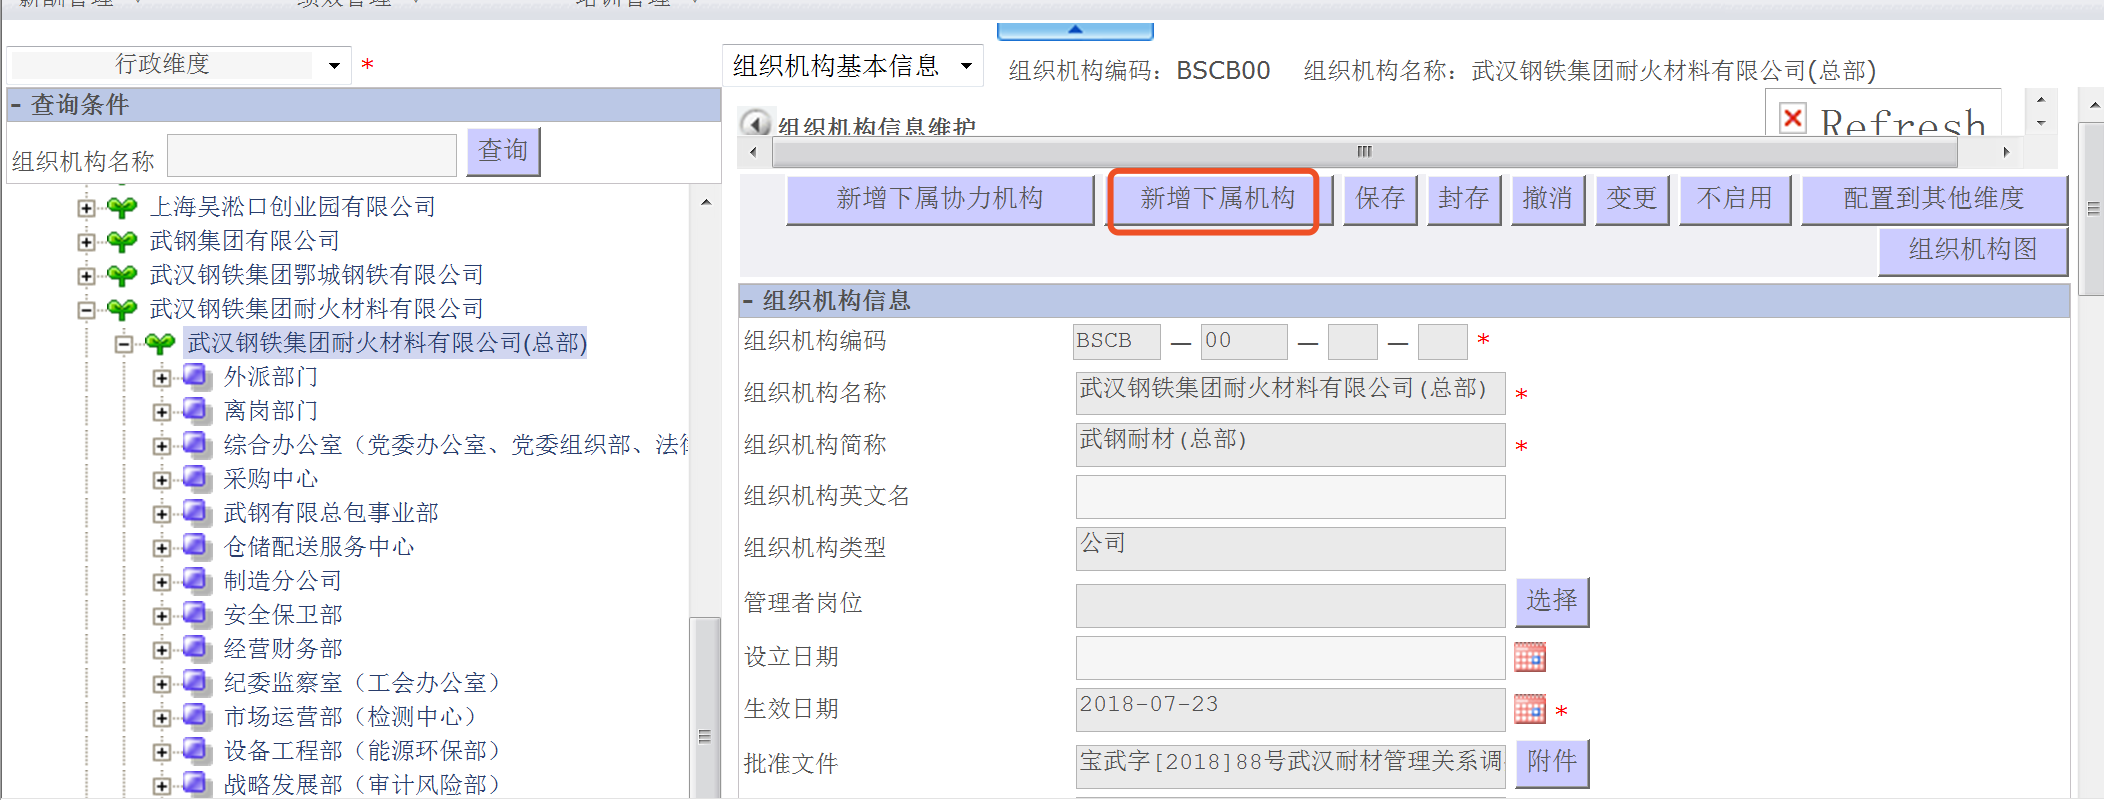 薪酬管理
绩效管理
培训管理
行政维度 *
组织机构基本信息
组织机构编码：BSCB00
组织机构名称：武汉钢铁集团耐火材料有限公司(总部)
- 查询条件
组织机构名称
查询
上海吴淞口创业园有限公司
武钢集团有限公司
武汉钢铁集团鄂城钢铁有限公司
武汉钢铁集团耐火材料有限公司
武汉钢铁集团耐火材料有限公司(总部)
外派部门
离岗部门
综合办公室（党委办公室、党委组织部、法律
采购中心
武钢有限总包事业部
仓储配送服务中心
制造分公司
安全保卫部
经营财务部
纪委监察室（工会办公室）
市场运营部（检测中心）
设备工程部（能源环保部）
战略发展部（审计风险部）
组织机构信息维护
Refresh
新增下属协力机构
新增下属机构
保存
封存
撤消
变更
不启用
配置到其他维度
组织机构图
- 组织机构信息
组织机构编码 BSCB — 00 — — *
组织机构名称 武汉钢铁集团耐火材料有限公司(总部) *
组织机构简称 武钢耐材(总部) *
组织机构英文名
组织机构类型 公司
管理者岗位 选择
设立日期
生效日期 2018-07-23 *
批准文件 宝武字[2018]88号武汉耐材管理关系调 附件